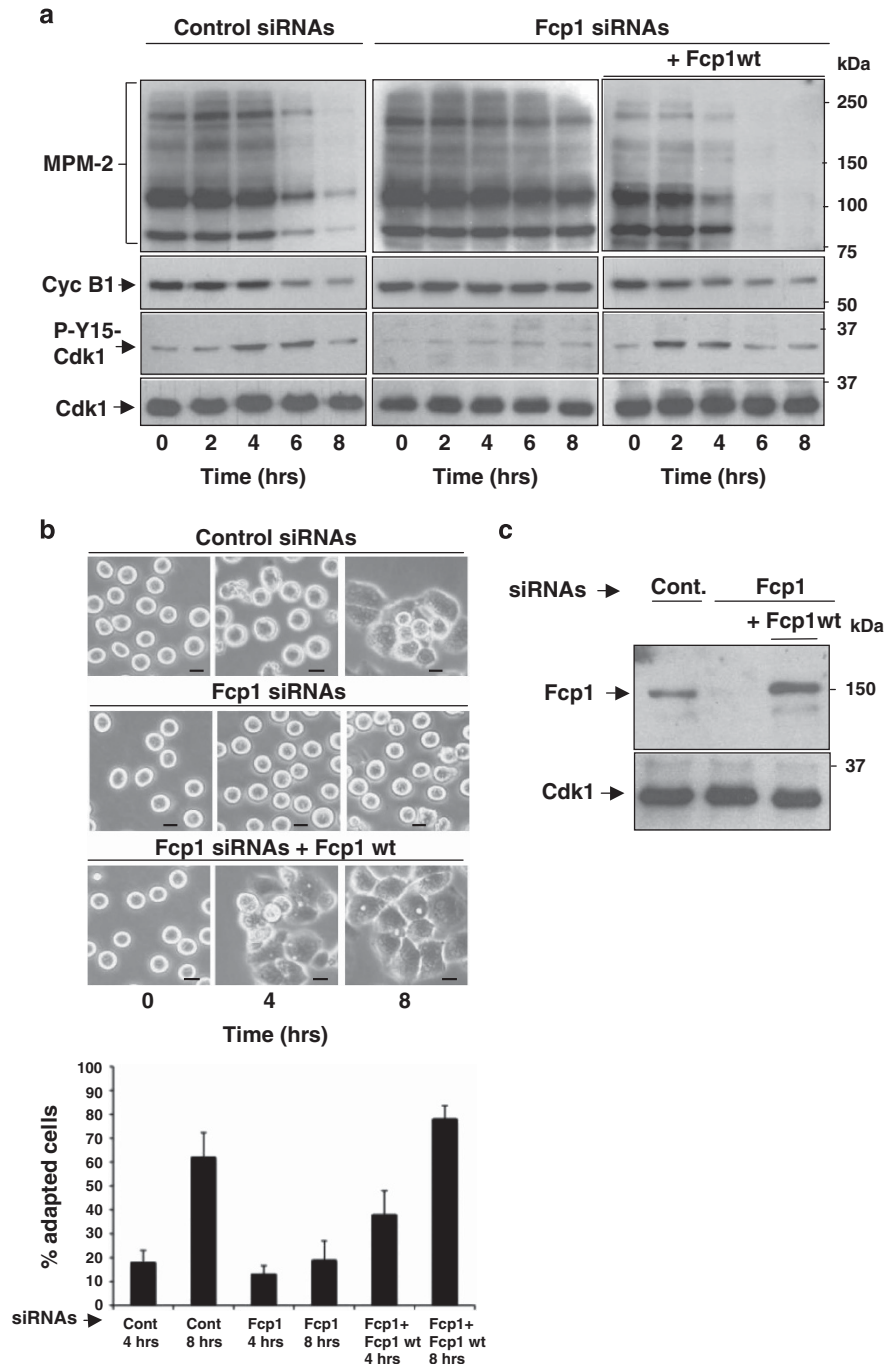 a
Control siRNAs
Fcp1 siRNAs
+ Fcp1wt
kDa
MPM-2
250
150
100
75
Cyc B1
50
P-Y15-
Cdk1
37
Cdk1
37
0 2 4 6 8 0 2 4 6 8 0 2 4 6 8
Time (hrs) Time (hrs) Time (hrs)
b
Control siRNAs
Fcp1 siRNAs
Fcp1 siRNAs + Fcp1 wt
0 4 8
Time (hrs)
100
90
80
70
60
50
40
30
20
10
0
% adapted cells
siRNAs
Cont
4 hrs
Cont
8 hrs
Fcp1
4 hrs
Fcp1
8 hrs
Fcp1+
Fcp1 wt
4 hrs
Fcp1+
Fcp1 wt
8 hrs
c
siRNAs Cont. Fcp1
+ Fcp1wt kDa
Fcp1 150
37
Cdk1